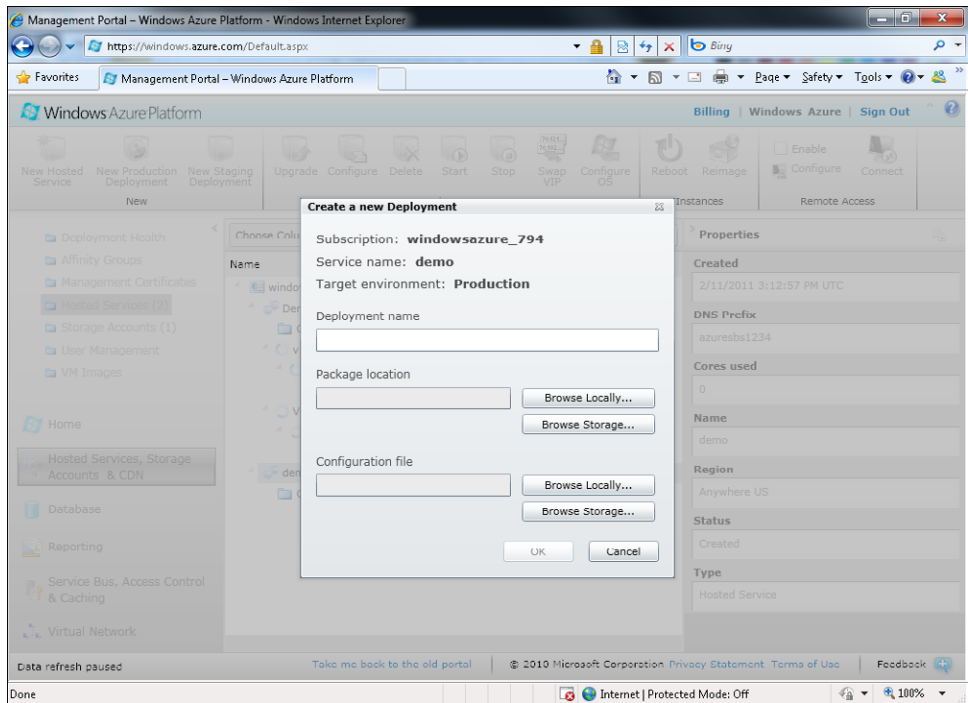 Management Portal – Windows Azure Platform - Windows Internet Explorer
https://windows.azure.com/Default.aspx
Bing
Favorites
Management Portal – Windows Azure Platform
Page
Safety
Tools
Windows Azure Platform
Billing | Windows Azure | Sign Out
New Hosted Service
New Production Deployment
New Staging Deployment
Upgrade
Configure
Delete
Start
Stop
Swap VIP
Configure OS
Reboot
Reimage
Enable
Configure
Connect
New
Instances
Remote Access
Deployment Health
Affinity Groups
Management Certificates
Hosted Services (2)
Storage Accounts (1)
User Management
VM Images
Home
Hosted Services, Storage
Accounts & CDN
Database
Reporting
Service Bus, Access Control
& Caching
Virtual Network
Choose Colu
Name
windo
Der
dem
Create a new Deployment
Subscription: windowsazure_794
Service name: demo
Target environment: Production
Deployment name
Package location
Browse Locally...
Browse Storage...
Configuration file
Browse Locally...
Browse Storage...
OK
Cancel
Properties
Created
2/11/2011 3:12:57 PM UTC
DNS Prefix
azuresbs1234
Cores used
0
Name
demo
Region
Anywhere US
Status
Created
Type
Hosted Service
Data refresh paused
Take me back to the old portal
© 2010 Microsoft Corporation Privacy Statement Terms of Use
Feedback
Done
Internet | Protected Mode: Off
100%